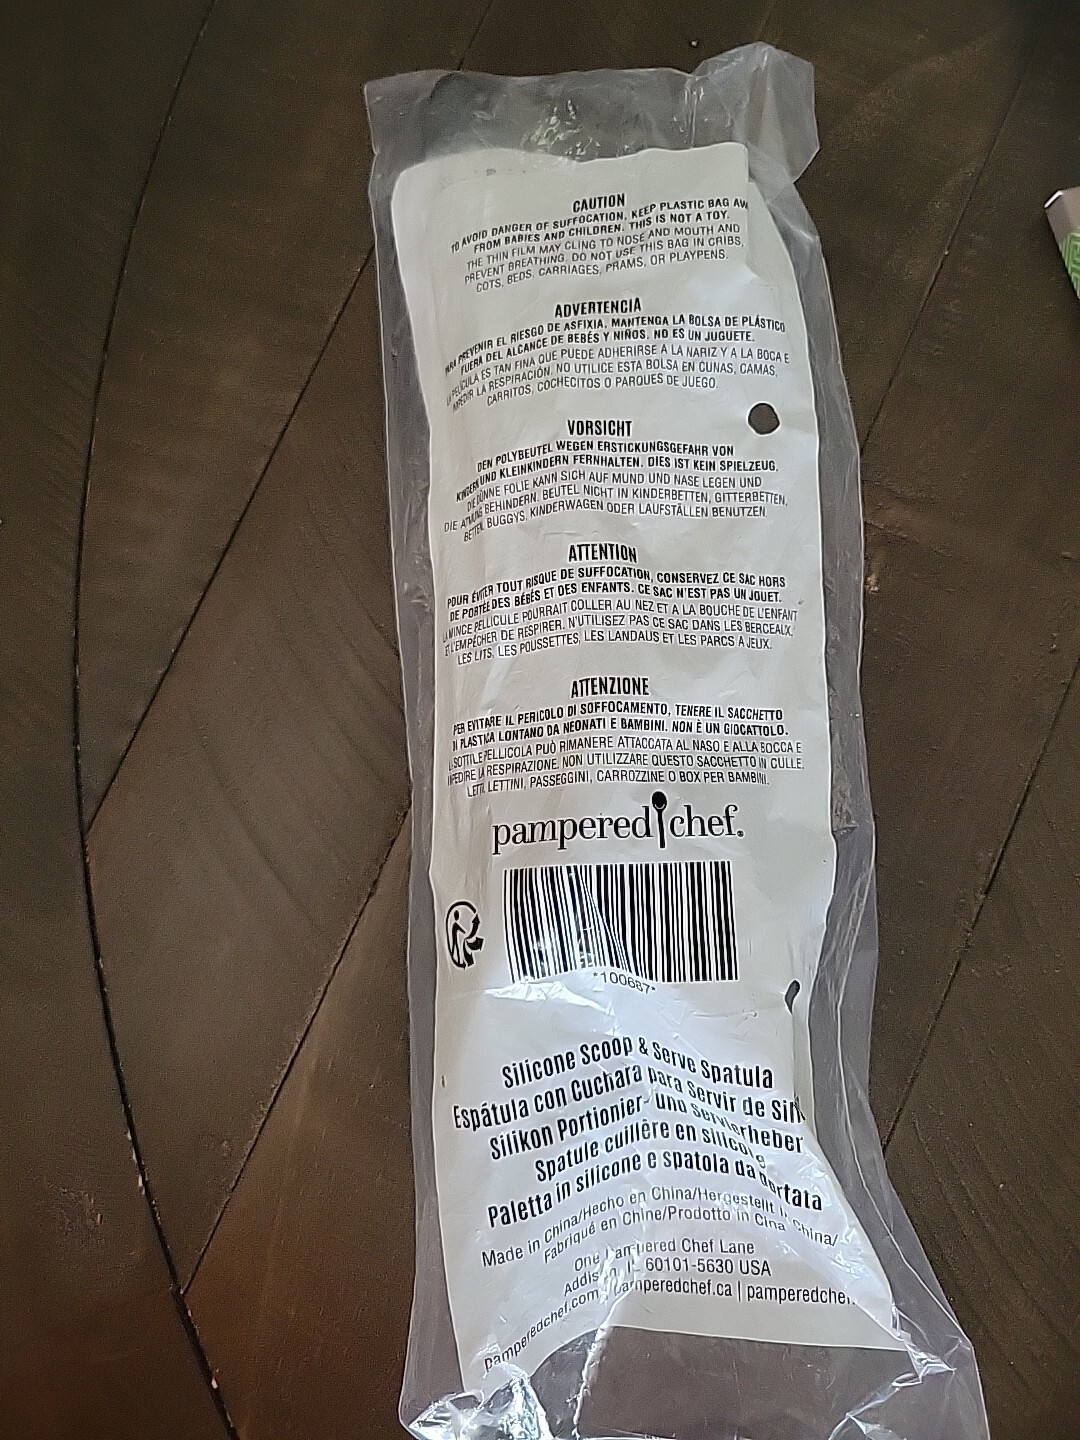 CAUTION
TO AVOID DANGER OF SUFFOCATION, KEEP PLASTIC BAG AW
FROM BABIES AND CHILDREN. THIS IS NOT A TOY.
THE THIN FILM MAY CLING TO NOSE AND MOUTH AND
PREVENT BREATHING. DO NOT USE THIS BAG IN CRIBS,
COTS, BEDS, CARRIAGES, PRAMS, OR PLAYPENS.
ADVERTENCIA
PARA PREVENIR EL RIESGO DE ASFIXIA, MANTENGA LA BOLSA DE PLÁSTICO
FUERA DEL ALCANCE DE BEBÉS Y NIÑOS. NO ES UN JUGUETE.
LA PELÍCULA ES TAN FINA QUE PUEDE ADHERIRSE A LA NARIZ Y A LA BOCA E
IMPEDIR LA RESPIRACIÓN. NO UTILICE ESTA BOLSA EN CUNAS, CAMAS,
CARRITOS, COCHECITOS O PARQUES DE JUEGO.
VORSICHT
DEN POLYBEUTEL WEGEN ERSTICKUNGSGEFAHR VON
KINDERN UND KLEINKINDERN FERNHALTEN. DIES IST KEIN SPIELZEUG.
DIE DÜNNE FOLIE KANN SICH AUF MUND UND NASE LEGEN UND
DIE ATMUNG BEHINDERN. BEUTEL NICHT IN KINDERBETTEN, GITTERBETTEN,
BETTEN, BUGGYS, KINDERWAGEN ODER LAUFSTÄLLEN BENUTZEN.
ATTENTION
POUR ÉVITER TOUT RISQUE DE SUFFOCATION, CONSERVEZ CE SAC HORS
DE PORTÉE DES BÉBÉS ET DES ENFANTS. CE SAC N'EST PAS UN JOUET.
LA MINCE PELLICULE POURRAIT COLLER AU NEZ ET A LA BOUCHE DE L'ENFANT
ET L'EMPÊCHER DE RESPIRER. N'UTILISEZ PAS CE SAC DANS LES BERCEAUX,
LES LITS, LES POUSSETTES, LES LANDAUS ET LES PARCS A JEUX.
ATTENZIONE
PER EVITARE IL PERICOLO DI SOFFOCAMENTO, TENERE IL SACCHETTO
DI PLASTICA LONTANO DA NEONATI E BAMBINI. NON È UN GIOCATTOLO.
LA SOTTILE PELLICOLA PUÒ RIMANERE ATTACCATA AL NASO E ALLA BOCCA E
IMPEDIRE LA RESPIRAZIONE. NON UTILIZZARE QUESTO SACCHETTO IN CULLE,
LETTI, LETTINI, PASSEGGINI, CARROZZINE O BOX PER BAMBINI.
pampered chef®
*100687*
Silicone Scoop & Serve Spatula
Espátula con Cuchara para Servir de Sili
Silikon Portionier- und Servierheber
Spatule cuillère en silicone
Paletta in silicone e spatola da portata
Made in China/Hecho en China/Hergestellt in China/
Fabriqué en Chine/Prodotto in Cina
One Pampered Chef Lane
Addison, IL 60101-5630 USA
pamperedchef.com | pamperedchef.ca | pamperedchef.